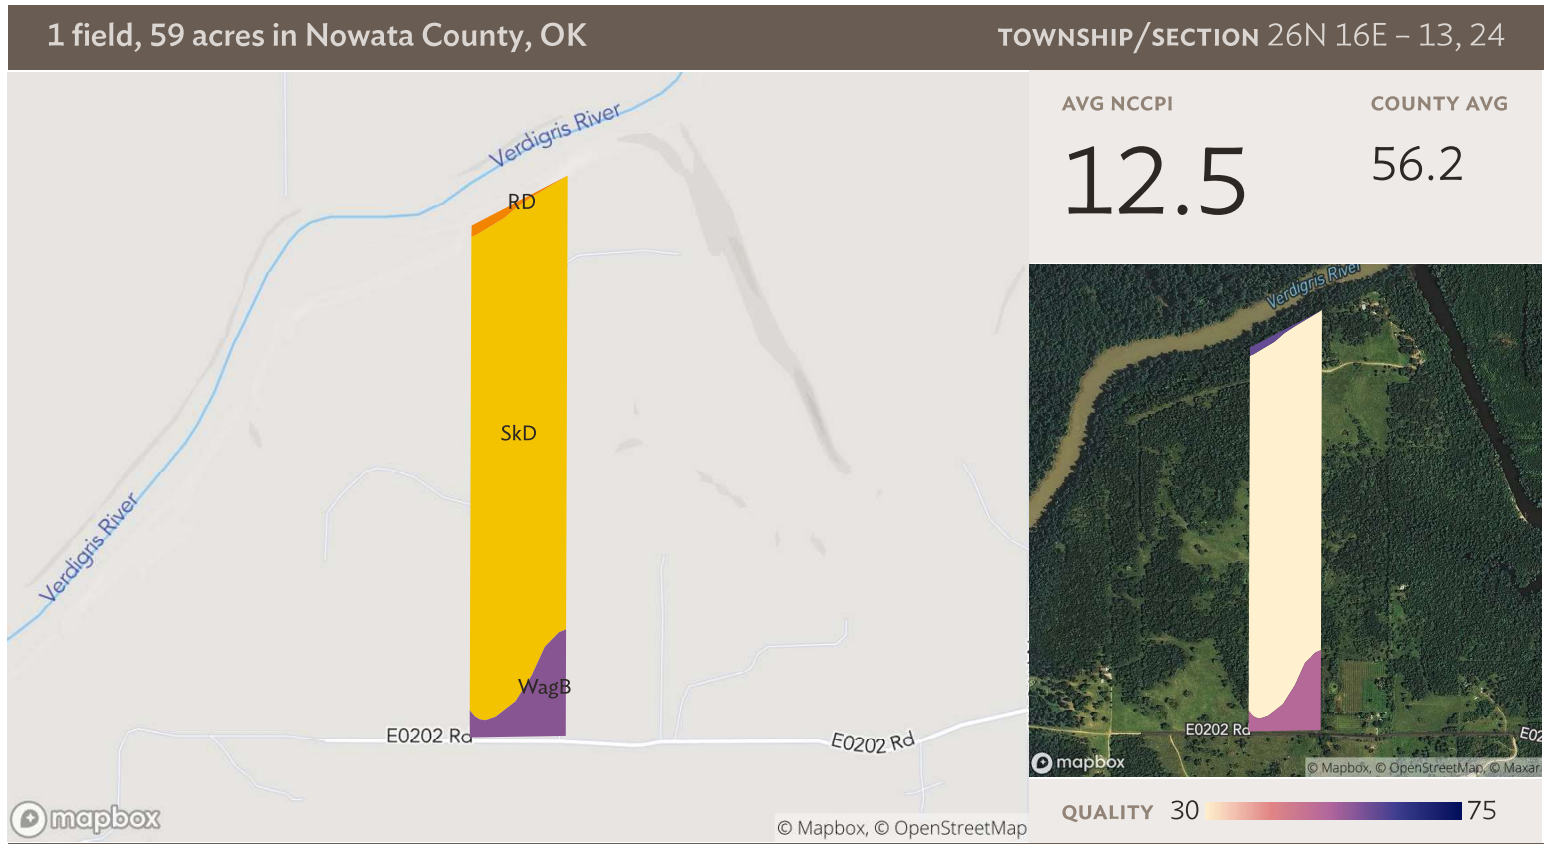 1 field, 59 acres in Nowata County, OK
TOWNSHIP/SECTION 26N 16E – 13, 24
AVG NCCPI
COUNTY AVG
12.5
56.2
Verdigris River
RD
SkD
Verdigris River
WagB
E0202 Rd
E0202 Rd
mapbox
© Mapbox, © OpenStreetMap
Verdigris River
E0202 Rd
E02
mapbox
© Mapbox, © OpenStreetMap, © Maxar
QUALITY 30 75